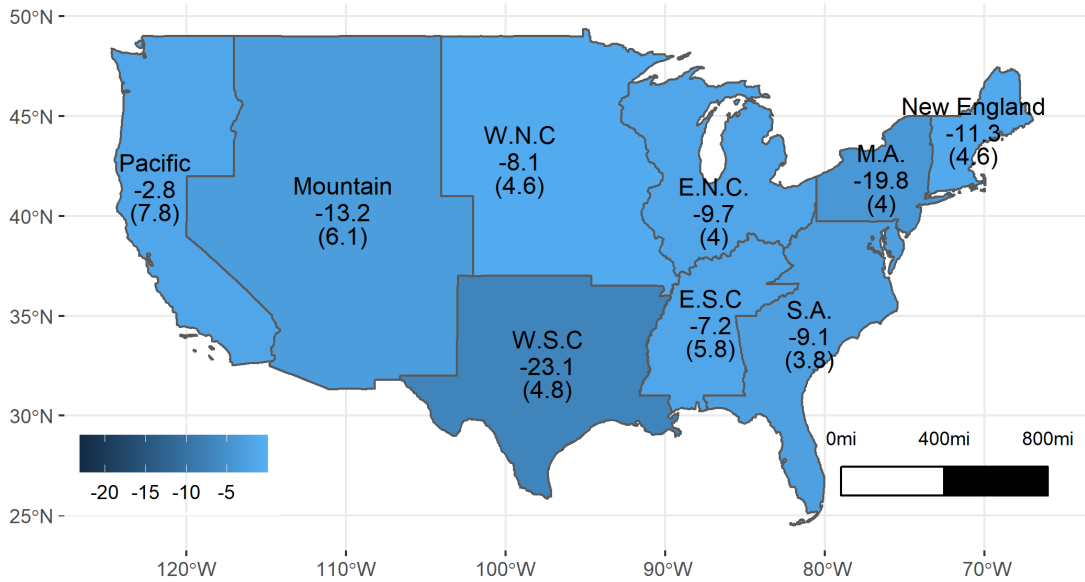 50°N
45°N
40°N
35°N
30°N
25°N
Pacific
-2.8
(7.8)
Mountain
-13.2
(6.1)
W.N.C
-8.1
(4.6)
W.S.C
-23.1
(4.8)
E.N.C.
-9.7
(4)
E.S.C
-7.2
(5.8)
S.A.
-9.1
(3.8)
M.A.
-19.8
(4)
New England
-11.3
(4.6)
-20 -15 -10 -5
0mi 400mi 800mi
120°W 110°W 100°W 90°W 80°W 70°W